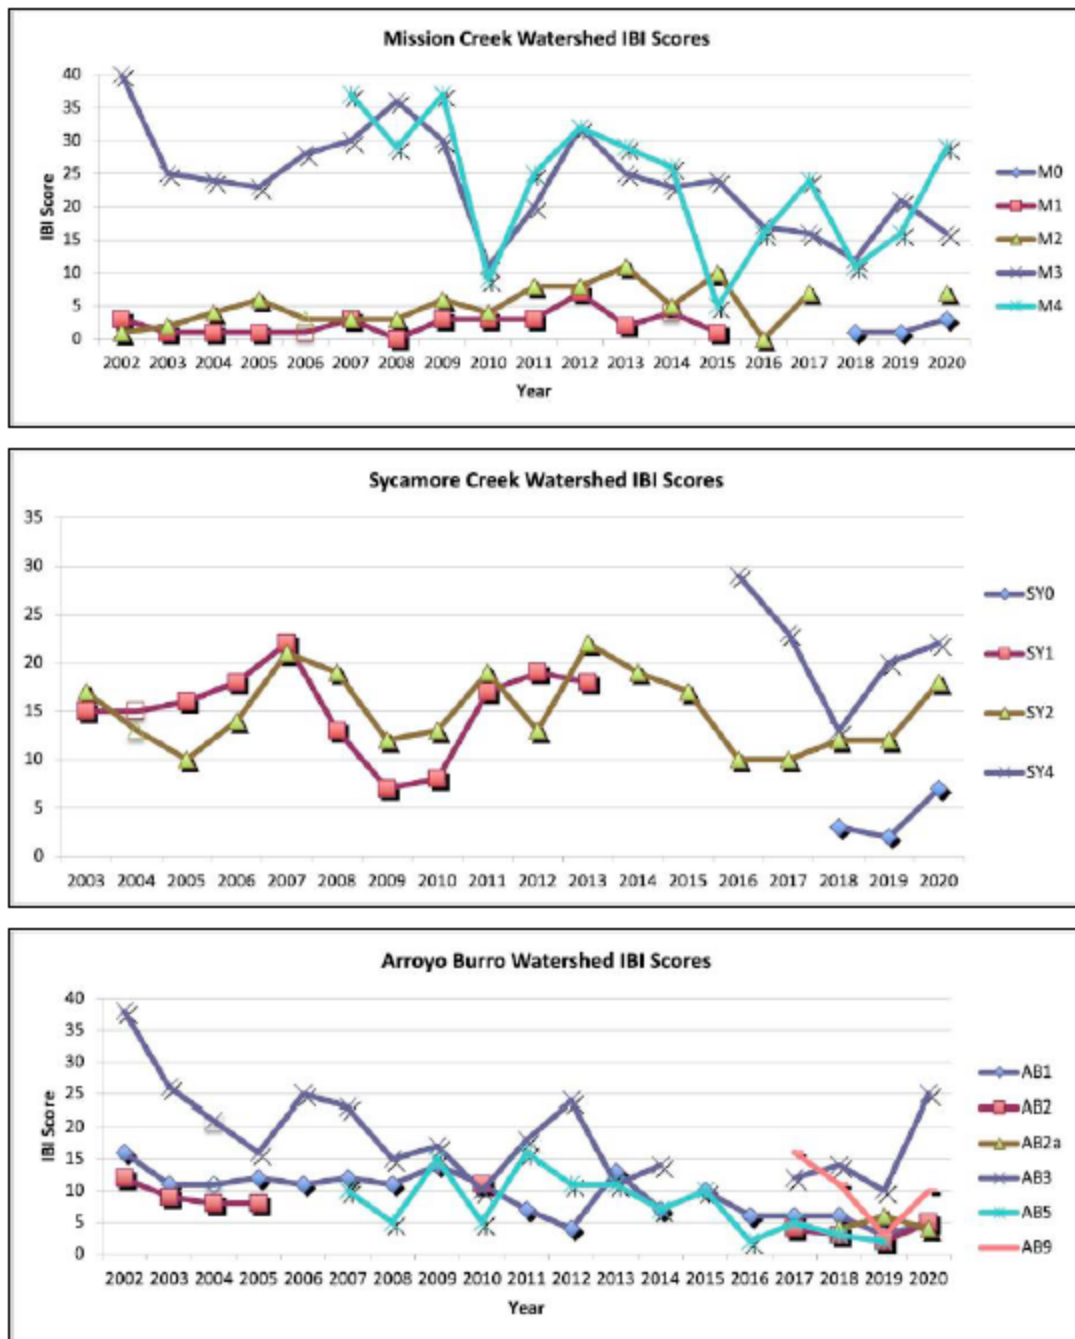 Mission Creek Watershed IBI Scores
40
35
30
25
20
15
10
5
0
IBI Score
2002 2003 2004 2005 2006 2007 2008 2009 2010 2011 2012 2013 2014 2015 2016 2017 2018 2019 2020
Year
M0
M1
M2
M3
M4
Sycamore Creek Watershed IBI Scores
35
30
25
20
15
10
5
0
2003 2004 2005 2006 2007 2008 2009 2010 2011 2012 2013 2014 2015 2016 2017 2018 2019 2020
SY0
SY1
SY2
SY4
Arroyo Burro Watershed IBI Scores
40
35
30
25
20
15
10
5
0
IBI Score
2002 2003 2004 2005 2006 2007 2008 2009 2010 2011 2012 2013 2014 2015 2016 2017 2018 2019 2020
Year
AB1
AB2
AB2a
AB3
AB5
AB9